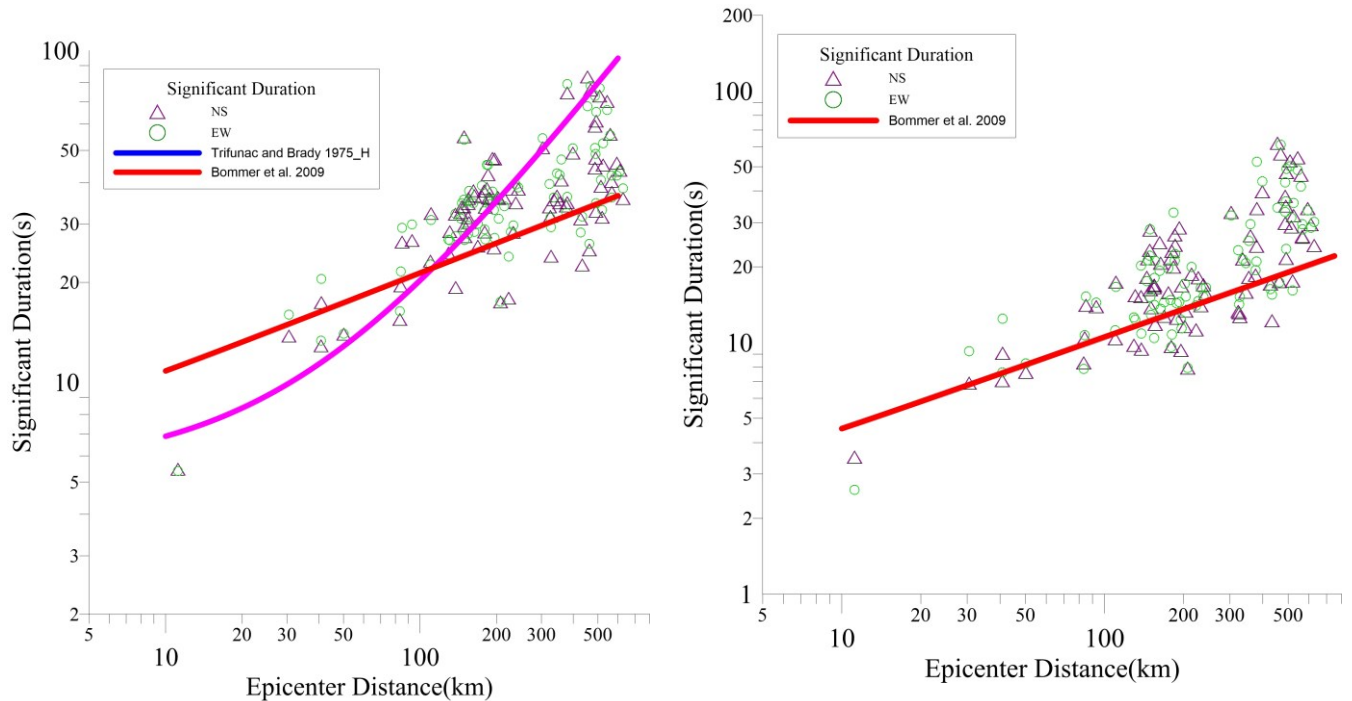 100
50
30
20
10
5
3
2
Significant Duration(s)
Significant Duration
NS
EW
Trifunac and Brady 1975_H
Bommer et al. 2009
5
20
30
50
200
300
500
10
100
Epicenter Distance(km)
200
100
50
30
20
10
5
3
2
1
Significant Duration(s)
Significant Duration
NS
EW
Bommer et al. 2009
5
20
30
50
200
300
500
10
100
Epicenter Distance(km)